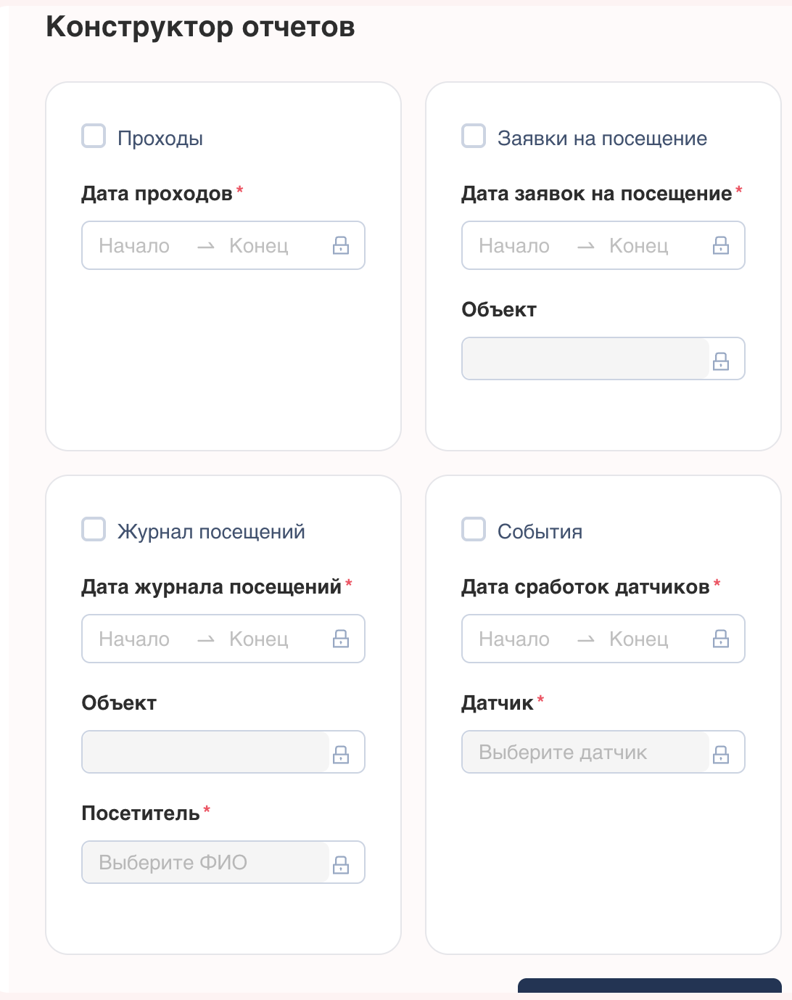 Конструктор отчетов
Проходы
Дата проходов *
Начало → Конец
Заявки на посещение
Дата заявок на посещение *
Начало → Конец
Объект
Журнал посещений
Дата журнала посещений *
Начало → Конец
Объект
Посетитель *
Выберите ФИО
События
Дата сработок датчиков *
Начало → Конец
Датчик *
Выберите датчик